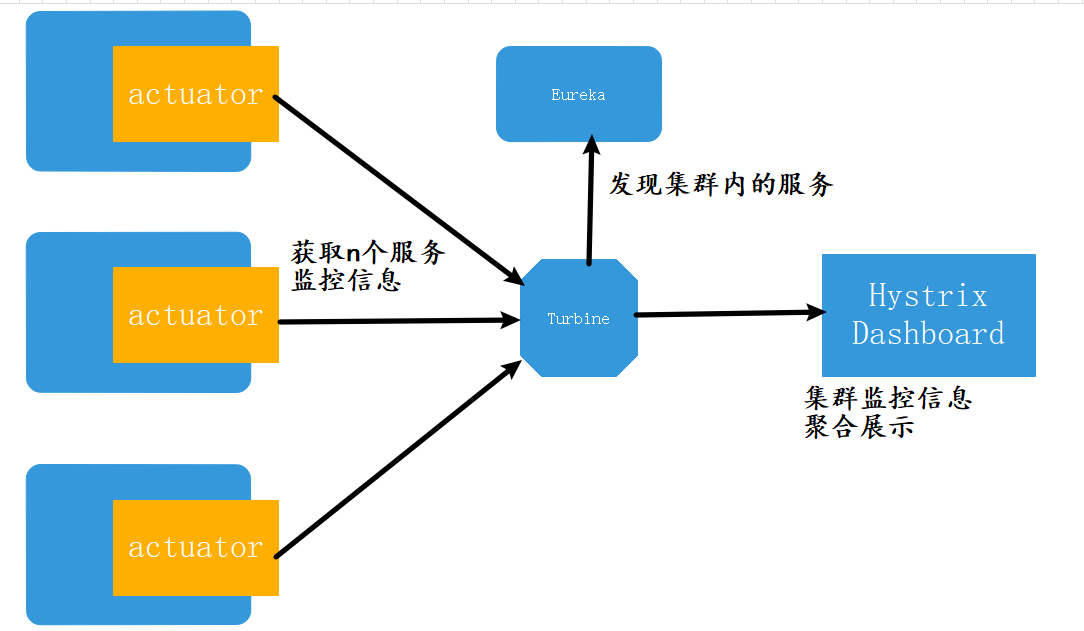 actuator
Eureka
发现集群内的服务
获取n个服务
监控信息
actuator
Turbine
Hystrix
Dashboard
集群监控信息
聚合展示
actuator